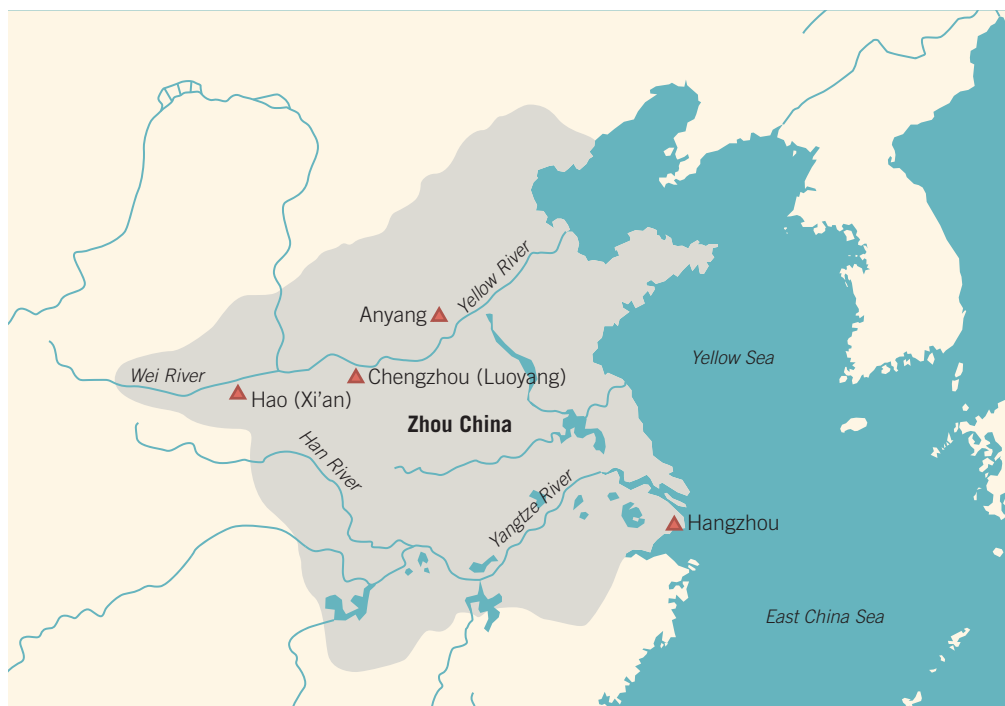 Yellow River
Anyang
Yellow Sea
Wei River
Chengzhou (Luoyang)
Hao (Xi'an)
Zhou China
Han River
Yangtze River
Hangzhou
East China Sea